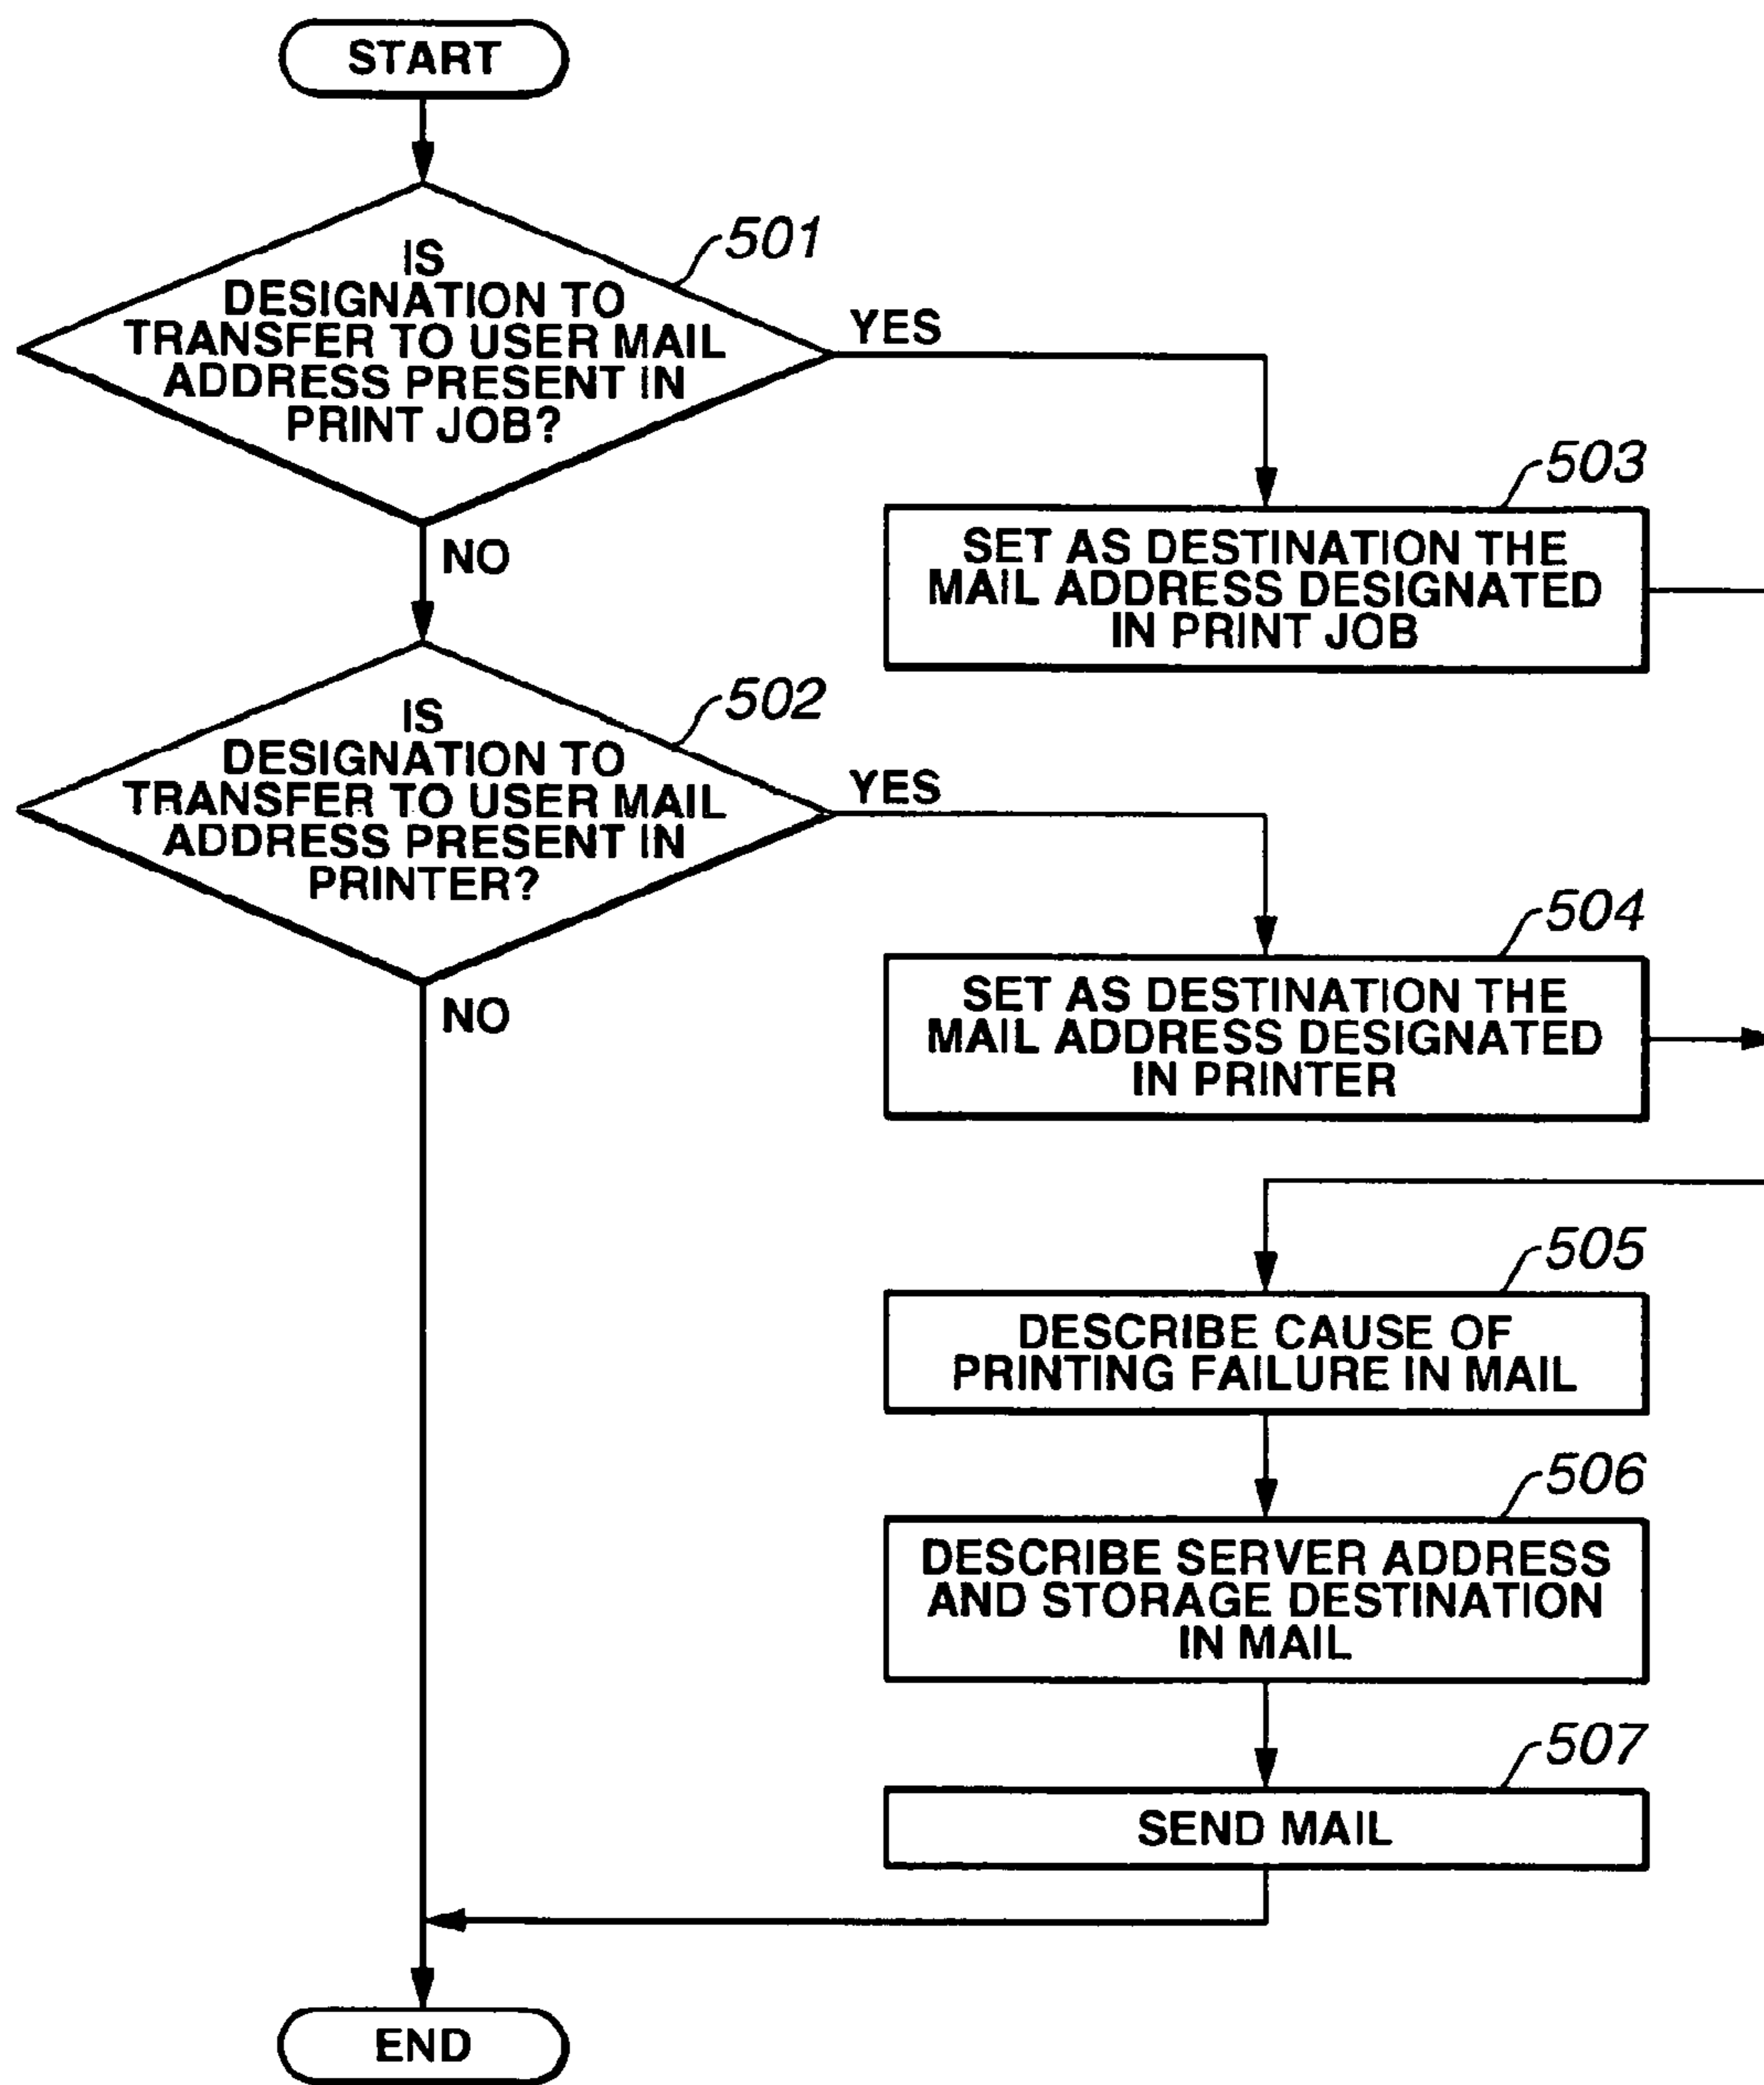 START
501
IS
DESIGNATION TO
TRANSFER TO USER MAIL
ADDRESS PRESENT IN
PRINT JOB?
YES
NO
503
SET AS DESTINATION THE
MAIL ADDRESS DESIGNATED
IN PRINT JOB
502
IS
DESIGNATION TO
TRANSFER TO USER MAIL
ADDRESS PRESENT IN
PRINTER?
YES
NO
504
SET AS DESTINATION THE
MAIL ADDRESS DESIGNATED
IN PRINTER
505
DESCRIBE CAUSE OF
PRINTING FAILURE IN MAIL
506
DESCRIBE SERVER ADDRESS
AND STORAGE DESTINATION
IN MAIL
507
SEND MAIL
END